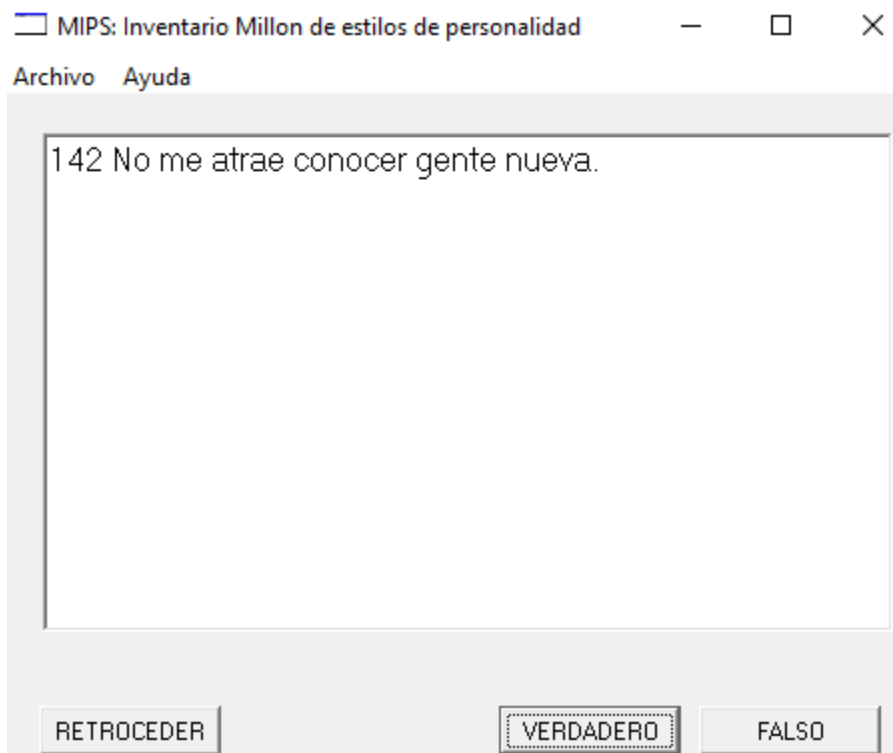 MIPS: Inventario Millon de estilos de personalidad
Archivo Ayuda
142 No me atrae conocer gente nueva.
RETROCEDER VERDADERO FALSO